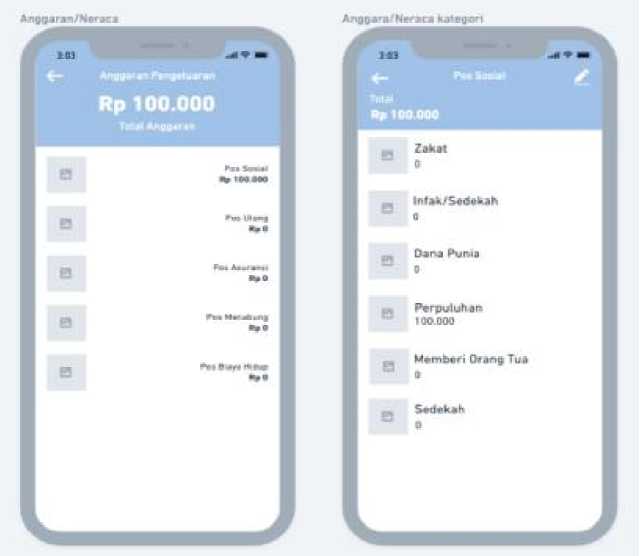 Anggaran/Neraca
3:03
Anggaran Pengeluaran
Rp 100.000
Total Anggaran
Pos Sosial
Rp 100.000
Pos Utang
Rp 0
Pos Asuransi
Rp 0
Pos Menabung
Rp 0
Pos Biaya Hidup
Rp 0
Anggara/Neraca kategori
3:03
Pos Sosial
Total
Rp 100.000
Zakat
0
Infak/Sedekah
0
Dana Punia
0
Perpuluhan
100.000
Memberi Orang Tua
0
Sedekah
0